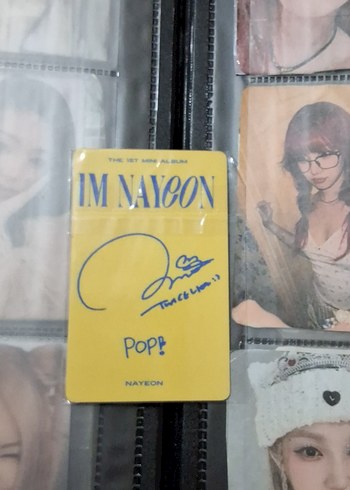 THE 1ST MINI ALBUM
IM NAYEON
POP!
NAYEON